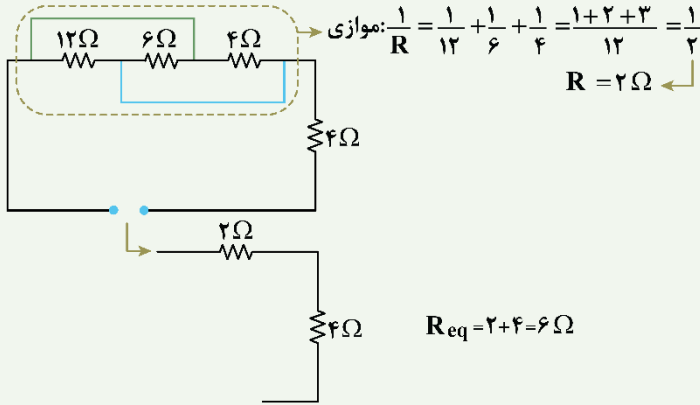 ۱۲Ω ۶Ω ۴Ω
موازی: ۱/R = ۱/۱۲ + ۱/۶ + ۱/۴ = (۱+۲+۳)/۱۲ = ۱/۲
R = ۲Ω
۴Ω
۲Ω
۴Ω
Req = ۲+۴=۶Ω